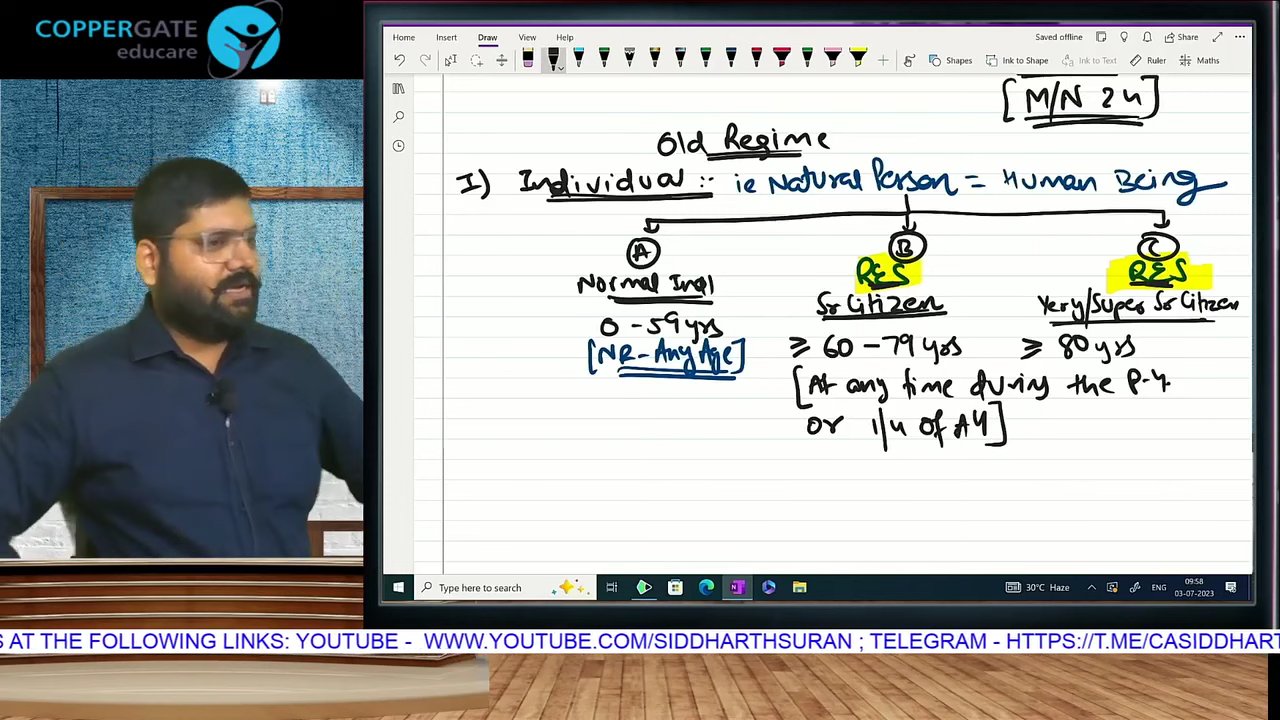 COPPERGATE
educare
Home Insert Draw View Help
Saved offline
Share
Shapes
Ink to Shape
Ink to Text
Ruler
Maths
[M/N 24]
Old Regime
I) Individual :- ie Natural Person = Human Being
A
B
C
Normal Indl
RES
RES
Sr Citizen
Very/Super Sr Citizen
0 - 59 yrs
≥ 60 - 79 yrs
≥ 80 yrs
[NR - Any Age]
[At any time during the P.Y.
or 1/4 of AY]
Type here to search
30°C Haze
ENG
09:58
03-07-2023
S AT THE FOLLOWING LINKS: YOUTUBE - WWW.YOUTUBE.COM/SIDDHARTHSURAN ; TELEGRAM - HTTPS://T.ME/CASIDDHART